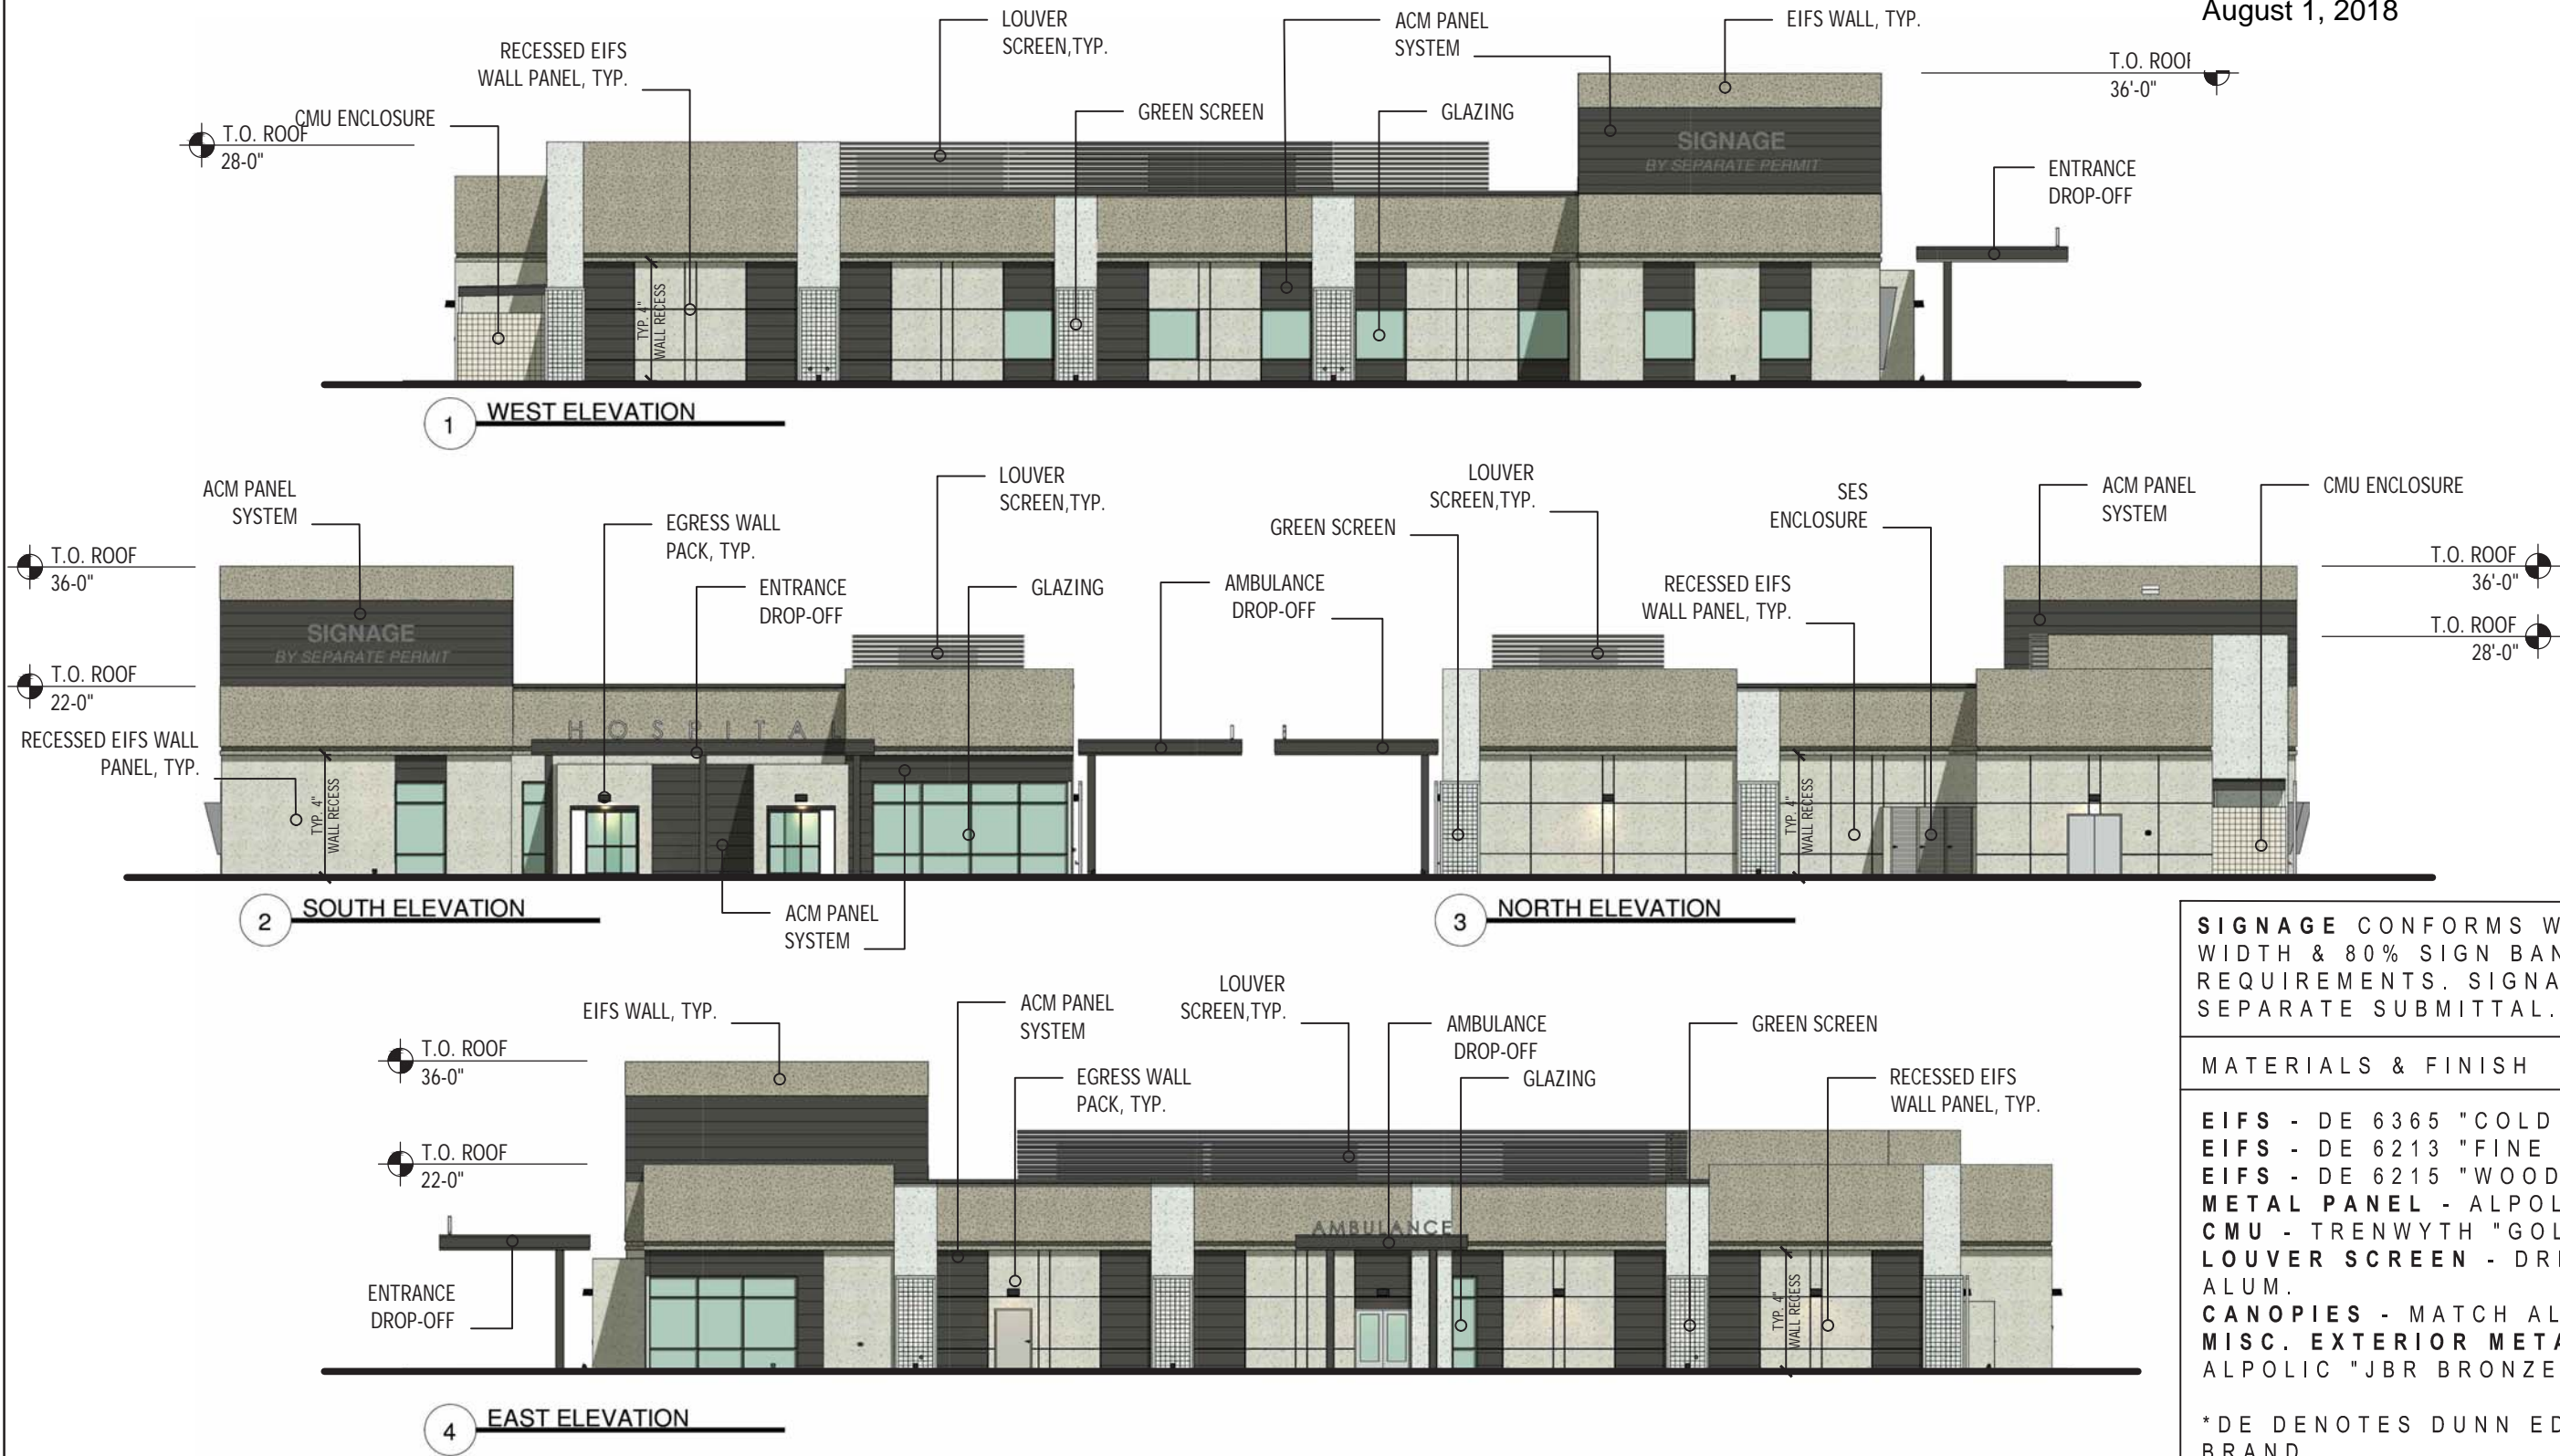 August 1, 2018
LOUVER
SCREEN,TYP.
ACM PANEL
SYSTEM
EIFS WALL, TYP.
RECESSED EIFS
WALL PANEL, TYP.
T.O. ROOF
36'-0"
CMU ENCLOSURE
GREEN SCREEN
GLAZING
T.O. ROOF
28-0"
SIGNAGE
BY SEPARATE PERMIT
ENTRANCE
DROP-OFF
TYP. 4"
WALL RECESS
1
WEST ELEVATION
ACM PANEL
SYSTEM
EGRESS WALL
PACK, TYP.
LOUVER
SCREEN,TYP.
ENTRANCE
DROP-OFF
GLAZING
T.O. ROOF
36-0"
SIGNAGE
BY SEPARATE PERMIT
T.O. ROOF
22-0"
HOSPITAL
RECESSED EIFS WALL
PANEL, TYP.
TYP. 4"
WALL RECESS
AMBULANCE
DROP-OFF
2
SOUTH ELEVATION
ACM PANEL
SYSTEM
LOUVER
SCREEN,TYP.
GREEN SCREEN
SES
ENCLOSURE
ACM PANEL
SYSTEM
CMU ENCLOSURE
RECESSED EIFS
WALL PANEL, TYP.
T.O. ROOF
36'-0"
T.O. ROOF
28'-0"
TYP. 4"
WALL RECESS
3
NORTH ELEVATION
EIFS WALL, TYP.
ACM PANEL
SYSTEM
LOUVER
SCREEN,TYP.
AMBULANCE
DROP-OFF
GREEN SCREEN
EGRESS WALL
PACK, TYP.
GLAZING
RECESSED EIFS
WALL PANEL, TYP.
T.O. ROOF
36-0"
T.O. ROOF
22-0"
AMBULANCE
ENTRANCE
DROP-OFF
TYP. 4"
WALL RECESS
4
EAST ELEVATION
SIGNAGE CONFORMS
WIDTH & 80% SIGN
REQUIREMENTS.
SEPARATE SUBMITTAL.
MATERIALS & FINISH
EIFS - DE 6365 "COLD
EIFS - DE 6213 "FINE
EIFS - DE 6215 "WOOD
METAL PANEL -
CMU - TRENWYTH
LOUVER SCREEN -
ALUM.
CANOPIES - MATCH
MISC. EXTERIOR
ALPOLIC "JBR BRONZE
*DE DENOTES DUNN
BRAND